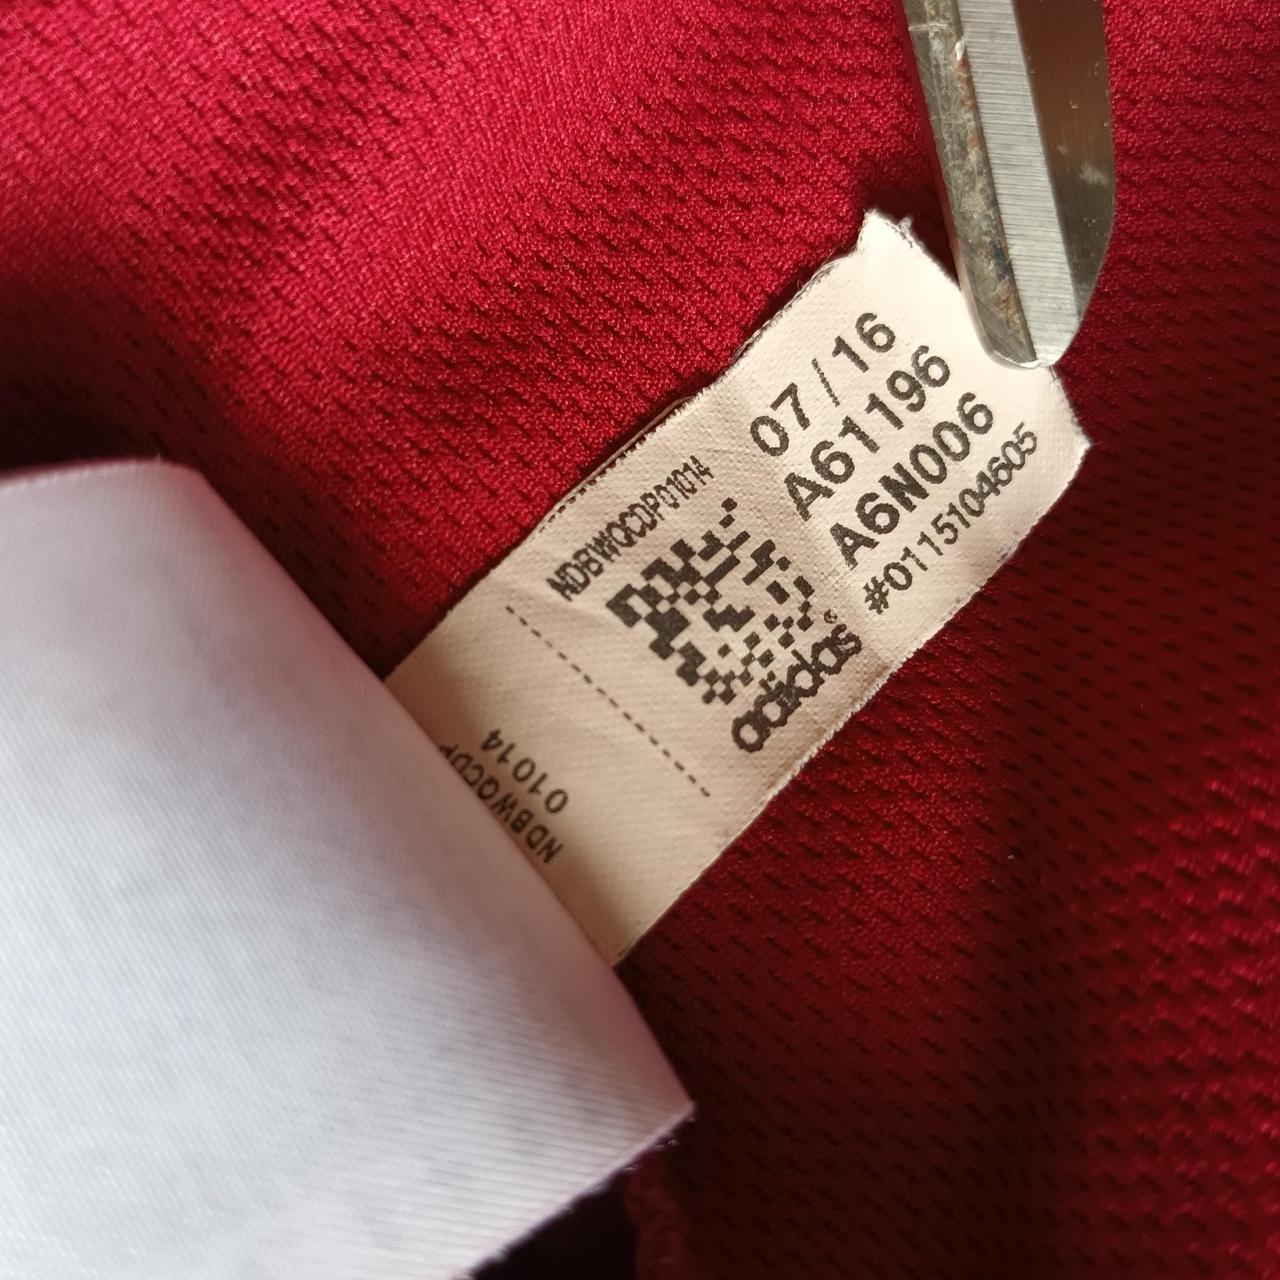 07/16
A61196
A6N006
#0115104605
NDBWQCDP01014
adidas®
NDBWQCDP
01014